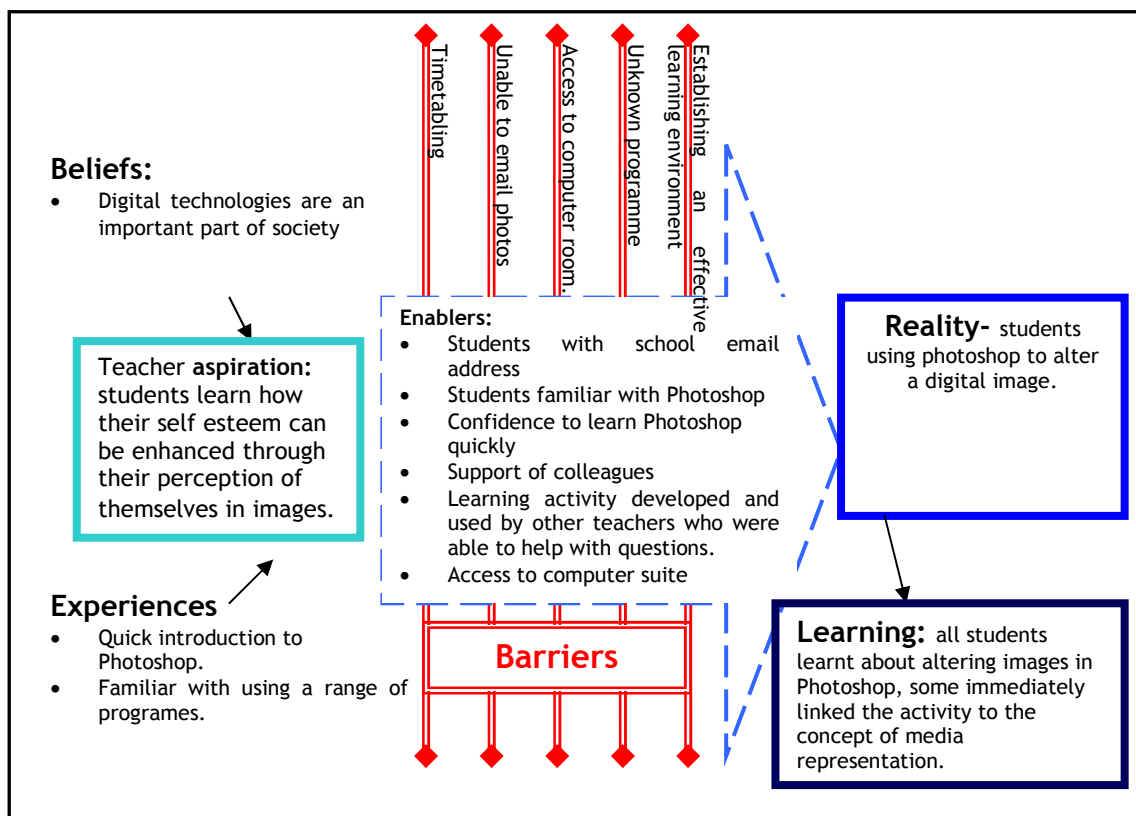 Timetabling
Unable to email photos
Access to computer room.
Unknown programme
Establishing an effective
learning environment
Beliefs:
• Digital technologies are an
important part of society
Teacher aspiration:
students learn how
their self esteem can
be enhanced through
their perception of
themselves in images.
Experiences
• Quick introduction to
Photoshop.
• Familiar with using a range of
programes.
Enablers:
• Students with school email
address
• Students familiar with Photoshop
• Confidence to learn Photoshop
quickly
• Support of colleagues
• Learning activity developed and
used by other teachers who were
able to help with questions.
• Access to computer suite
Barriers
Reality- students
using photoshop to alter
a digital image.
Learning: all students
learnt about altering images in
Photoshop, some immediately
linked the activity to the
concept of media
representation.